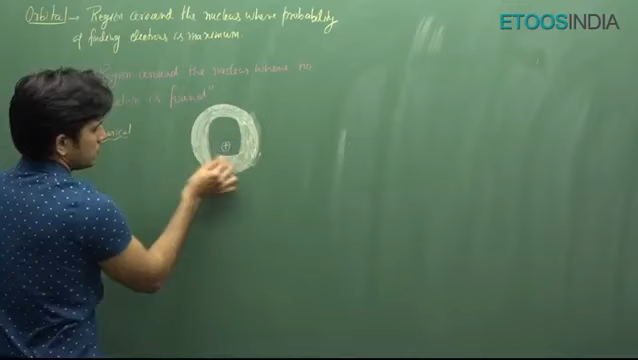 ETOOSINDIA
Orbital → Region around the nucleus where probability
of finding electrons is maximum.
Region around the nucleus where no
is found"
+